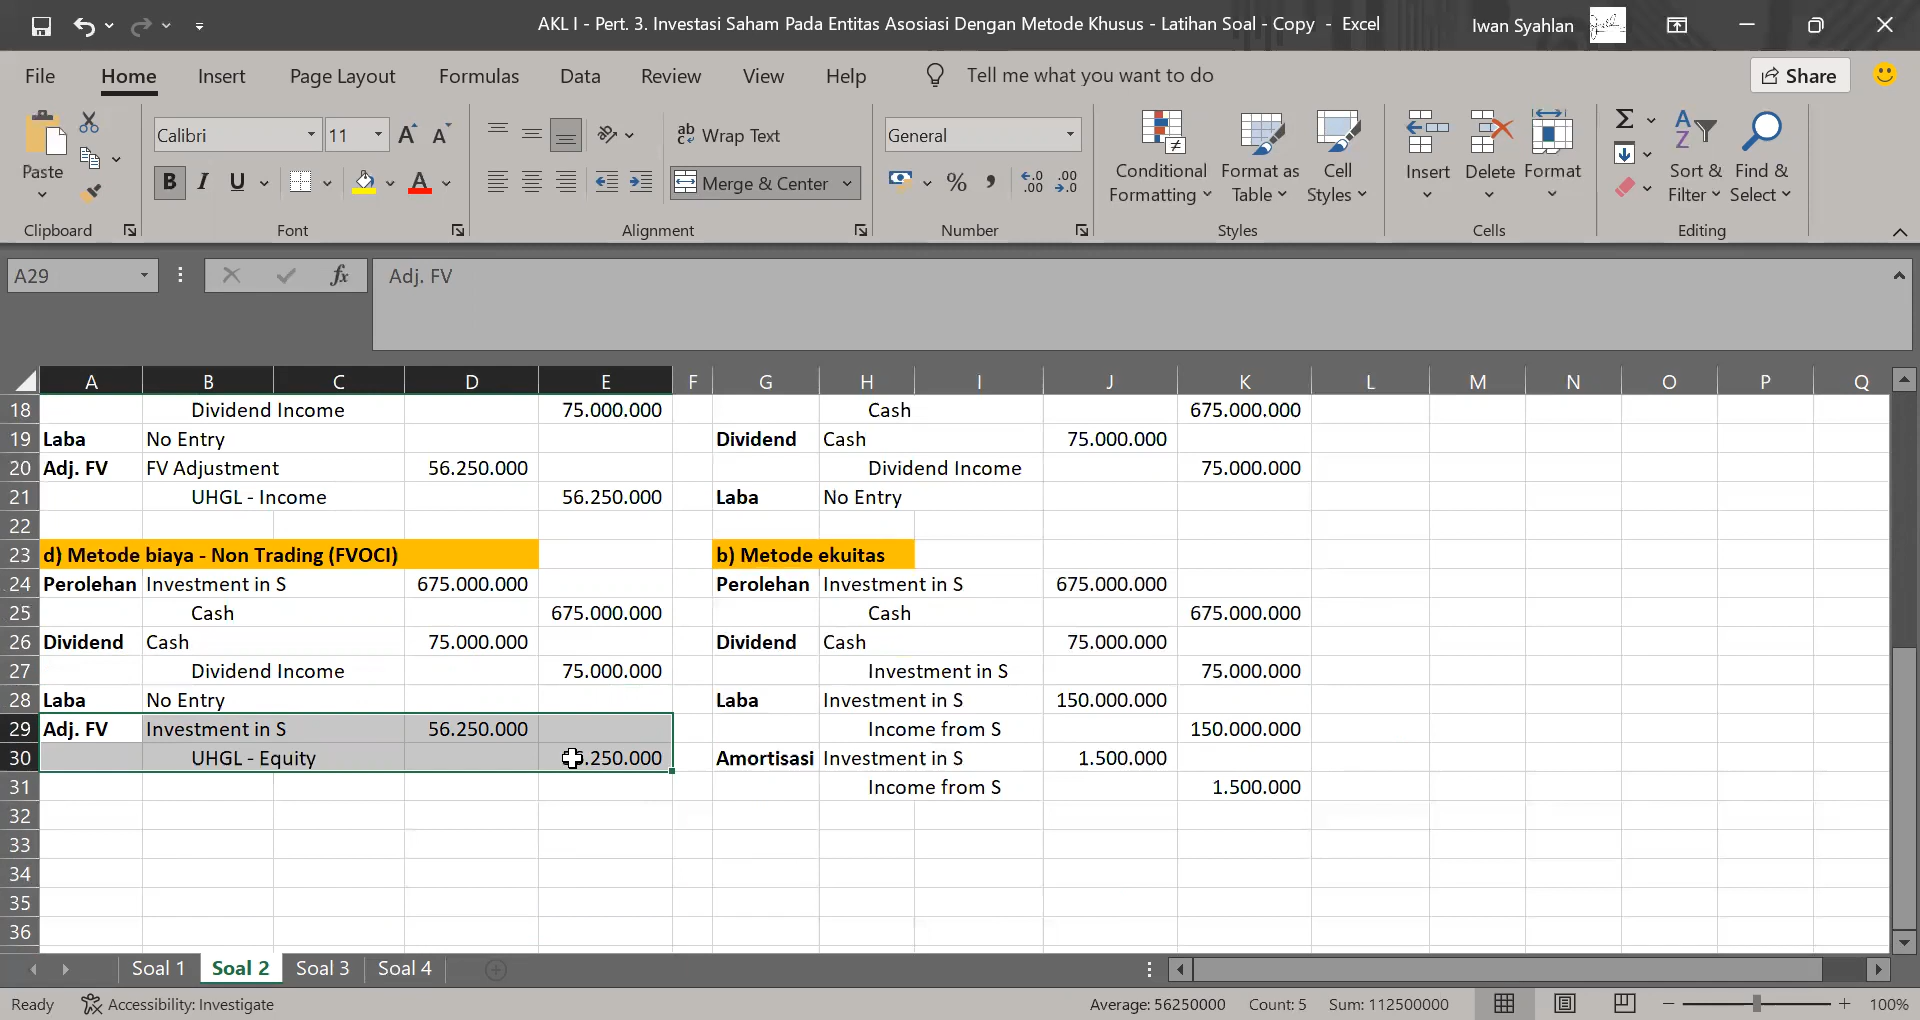 AKL I - Pert. 3. Investasi Saham Pada Entitas Asosiasi Dengan Metode Khusus - Latihan Soal - Copy - Excel
Iwan Syahlan
File Home Insert Page Layout Formulas Data Review View Help Tell me what you want to do Share
Paste
Clipboard
Calibri 11
B I U A
Font
ab Wrap Text
Merge & Center
Alignment
General
% , .00 .00
Number
Conditional Formatting
Format as Table
Cell Styles
Styles
Insert Delete Format
Cells
Sort & Filter
Find & Select
Editing
A29 fx Adj. FV
A B C D E F G H I J K L M N O P Q
18 Dividend Income 75.000.000 Cash 675.000.000
19 Laba No Entry Dividend Cash 75.000.000
20 Adj. FV FV Adjustment 56.250.000 Dividend Income 75.000.000
21 UHGL - Income 56.250.000 Laba No Entry
22
23 d) Metode biaya - Non Trading (FVOCI) b) Metode ekuitas
24 Perolehan Investment in S 675.000.000 Perolehan Investment in S 675.000.000
25 Cash 675.000.000 Cash 675.000.000
26 Dividend Cash 75.000.000 Dividend Cash 75.000.000
27 Dividend Income 75.000.000 Investment in S 75.000.000
28 Laba No Entry Laba Investment in S 150.000.000
29 Adj. FV Investment in S 56.250.000 Income from S 150.000.000
30 UHGL - Equity .250.000 Amortisasi Investment in S 1.500.000
31 Income from S 1.500.000
32
33
34
35
36
Soal 1 Soal 2 Soal 3 Soal 4
Ready Accessibility: Investigate Average: 56250000 Count: 5 Sum: 112500000 100%